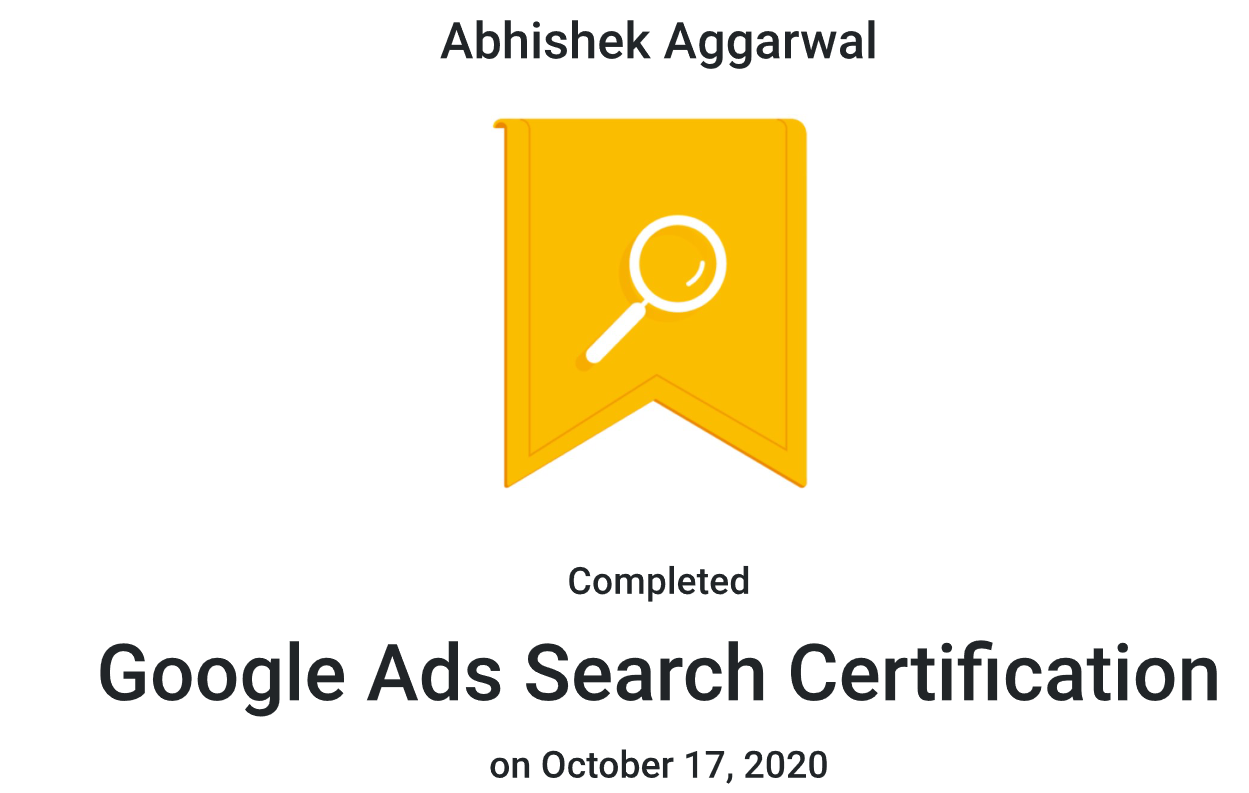 Abhishek Aggarwal
Completed
Google Ads Search Certification
on October 17, 2020